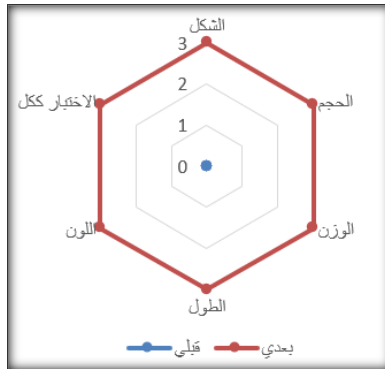 الشكل
3
الاختبار ككل
الحجم
2
1
0
اللون
الوزن
الطول
قبلي
بعدي